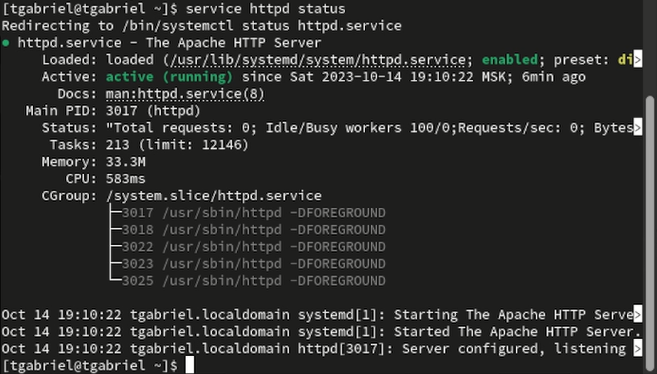 [tgabriel@tgabriel ~]$ service httpd status
Redirecting to /bin/systemctl status httpd.service
● httpd.service - The Apache HTTP Server
     Loaded: loaded (/usr/lib/systemd/system/httpd.service; enabled; preset: di>
     Active: active (running) since Sat 2023-10-14 19:10:22 MSK; 6min ago
       Docs: man:httpd.service(8)
   Main PID: 3017 (httpd)
     Status: "Total requests: 0; Idle/Busy workers 100/0;Requests/sec: 0; Bytes>
      Tasks: 213 (limit: 12146)
     Memory: 33.3M
        CPU: 583ms
     CGroup: /system.slice/httpd.service
             ├─3017 /usr/sbin/httpd -DFOREGROUND
             ├─3018 /usr/sbin/httpd -DFOREGROUND
             ├─3022 /usr/sbin/httpd -DFOREGROUND
             ├─3023 /usr/sbin/httpd -DFOREGROUND
             └─3025 /usr/sbin/httpd -DFOREGROUND
Oct 14 19:10:22 tgabriel.localdomain systemd[1]: Starting The Apache HTTP Serve>
Oct 14 19:10:22 tgabriel.localdomain systemd[1]: Started The Apache HTTP Server.
Oct 14 19:10:22 tgabriel.localdomain httpd[3017]: Server configured, listening >
[tgabriel@tgabriel ~]$